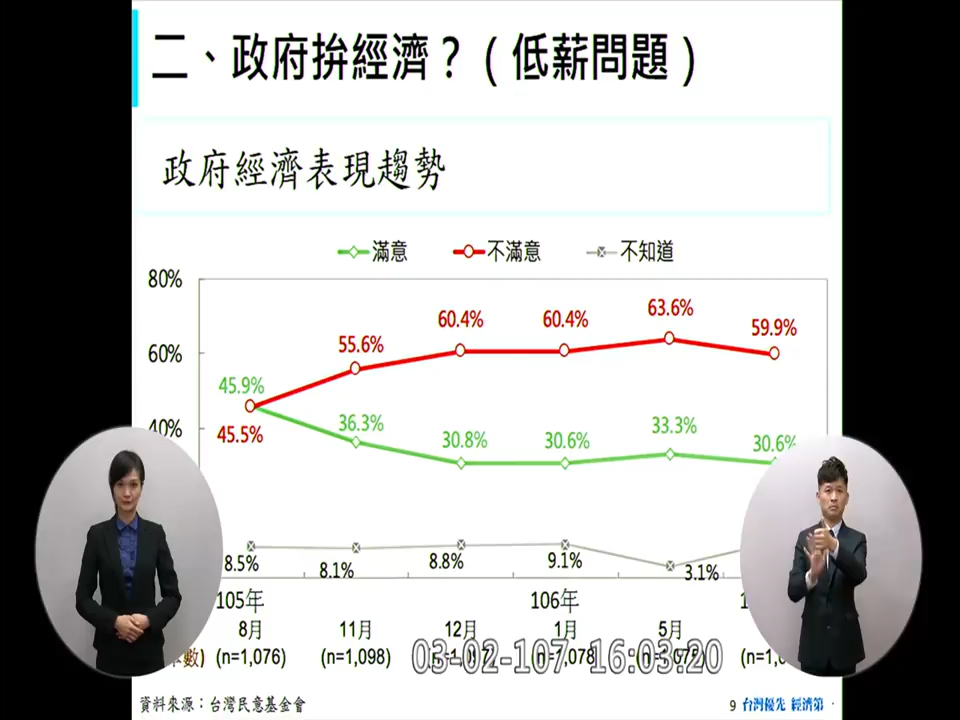 二、政府拚經濟？（低薪問題）
政府經濟表現趨勢
滿意 不滿意 不知道
80%
60%
40%
45.9% 36.3% 30.8% 30.6% 33.3% 30.6%
45.5% 55.6% 60.4% 60.4% 63.6% 59.9%
8.5% 8.1% 8.8% 9.1% 3.1%
105年 106年
8月 11月 12月 1月 5月
(n=1,076) (n=1,098)
03-02-107 16:03:20
資料來源：台灣民意基金會
9 台灣優先 經濟第一